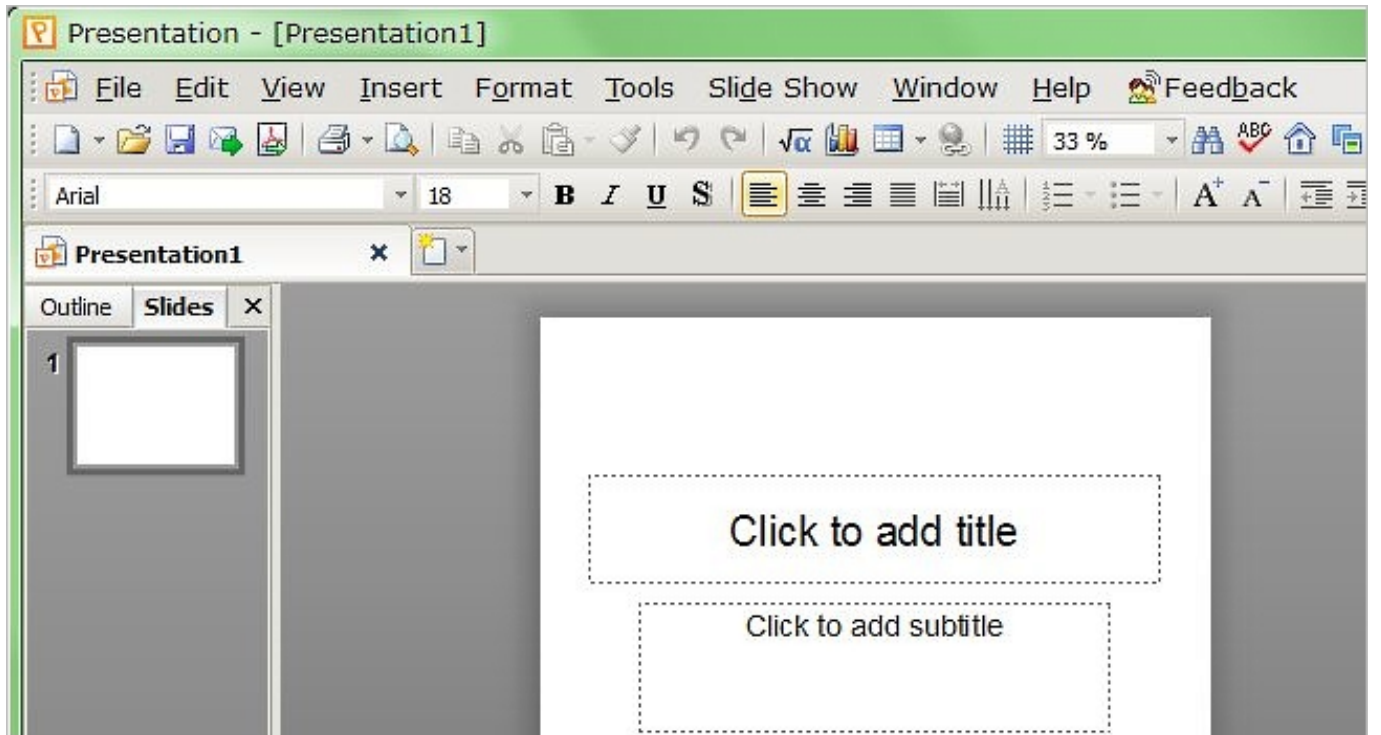 Presentation - [Presentation1]
File Edit View Insert Format Tools Slide Show Window Help Feedback
33 % ABC
Arial 18 B I U S A+ A-
Presentation1
Outline Slides
1
Click to add title
Click to add subtitle